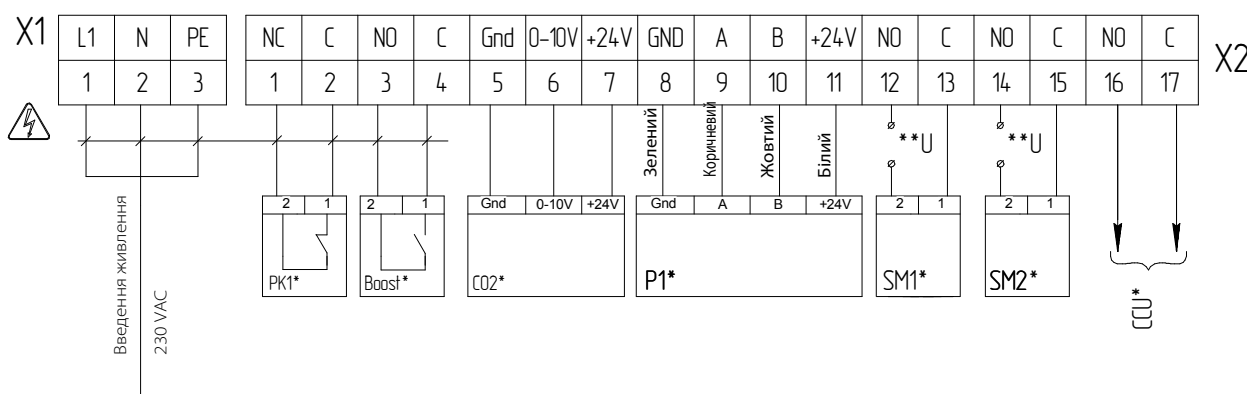 X1 L1 N PE NC C NO C Gnd 0-10V +24V GND A B +24V NO C NO C NO C X2
1 2 3 1 2 3 4 5 6 7 8 9 10 11 12 13 14 15 16 17
Зелений
Коричневий
Жовтий
Білий
**U
**U
2 1
2 1
Gnd 0-10V +24V
Gnd A B +24V
2 1
2 1
PK1*
Boost*
CO2*
P1*
SM1*
SM2*
CCU*
Введення живлення
230 VAC